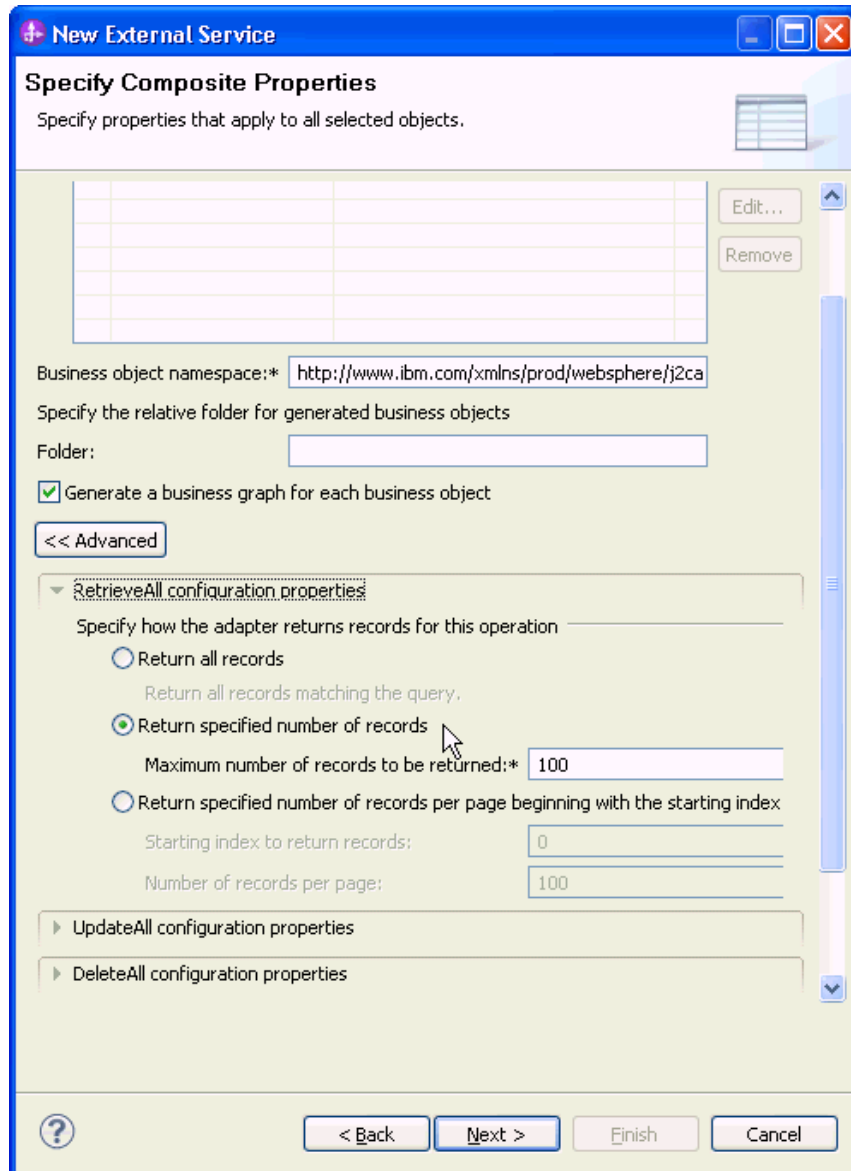 New External Service
Specify Composite Properties
Specify properties that apply to all selected objects.
Edit...
Remove
Business object namespace:* http://www.ibm.com/xmlns/prod/websphere/j2ca
Specify the relative folder for generated business objects
Folder:
Generate a business graph for each business object
<< Advanced
RetrieveAll configuration properties
Specify how the adapter returns records for this operation
Return all records
Return all records matching the query.
Return specified number of records
Maximum number of records to be returned:* 100
Return specified number of records per page beginning with the starting index
Starting index to return records: 0
Number of records per page: 100
UpdateAll configuration properties
DeleteAll configuration properties
? < Back Next > Finish Cancel